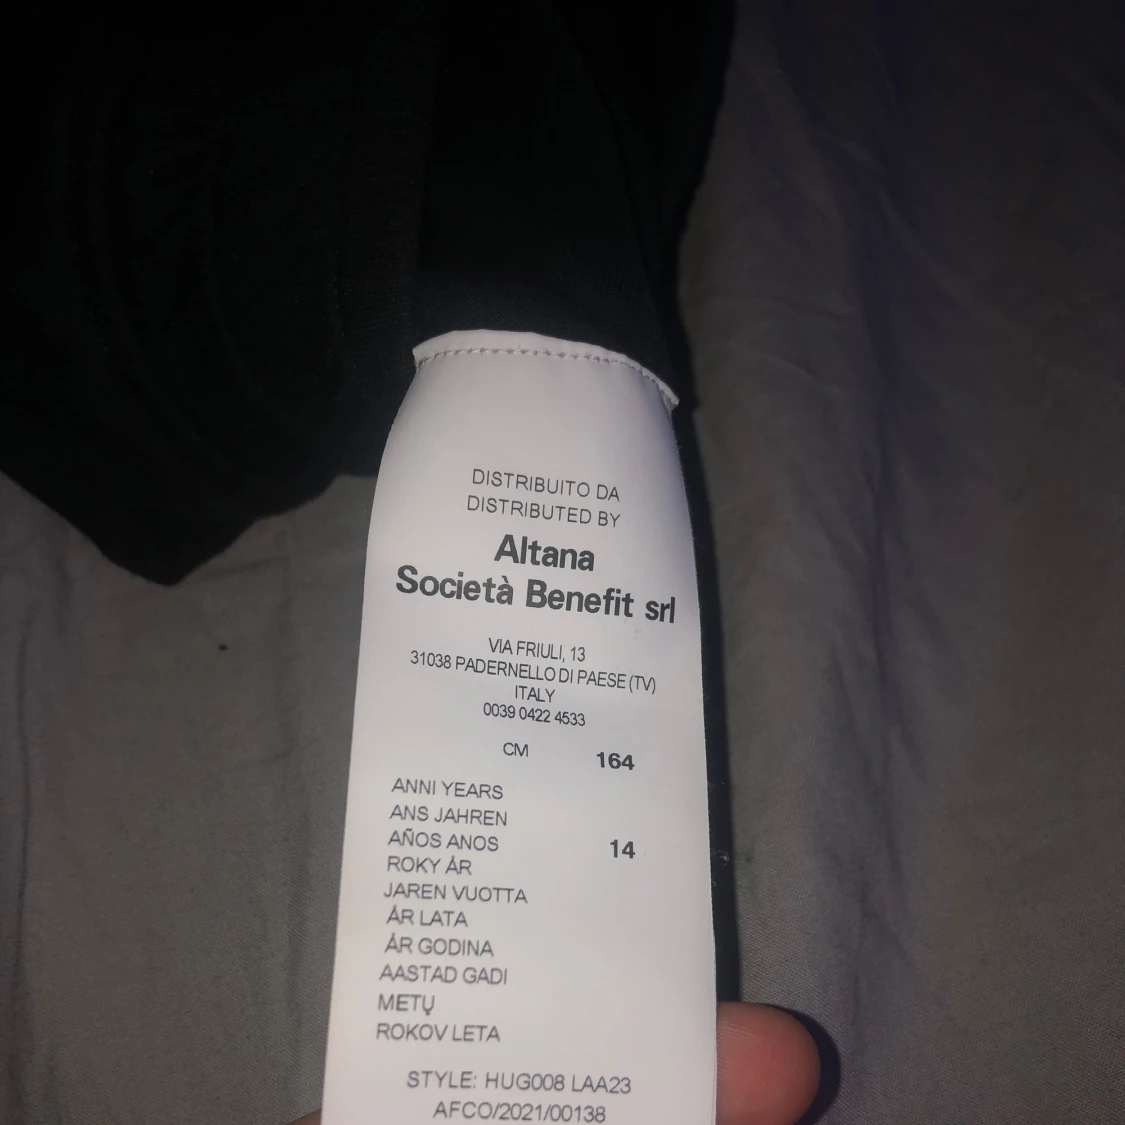 DISTRIBUITO DA
DISTRIBUTED BY
Altana
Società Benefit srl
VIA FRIULI, 13
31038 PADERNELLO DI PAESE (TV)
ITALY
0039 0422 4533
CM 164
ANNI YEARS
ANS JAHREN
AÑOS ANOS 14
ROKY ÅR
JAREN VUOTTA
ÅR LATA
ÅR GODINA
AASTAD GADI
METŲ
ROKOV LETA
STYLE: HUG008 LAA23
AFCO/2021/00138